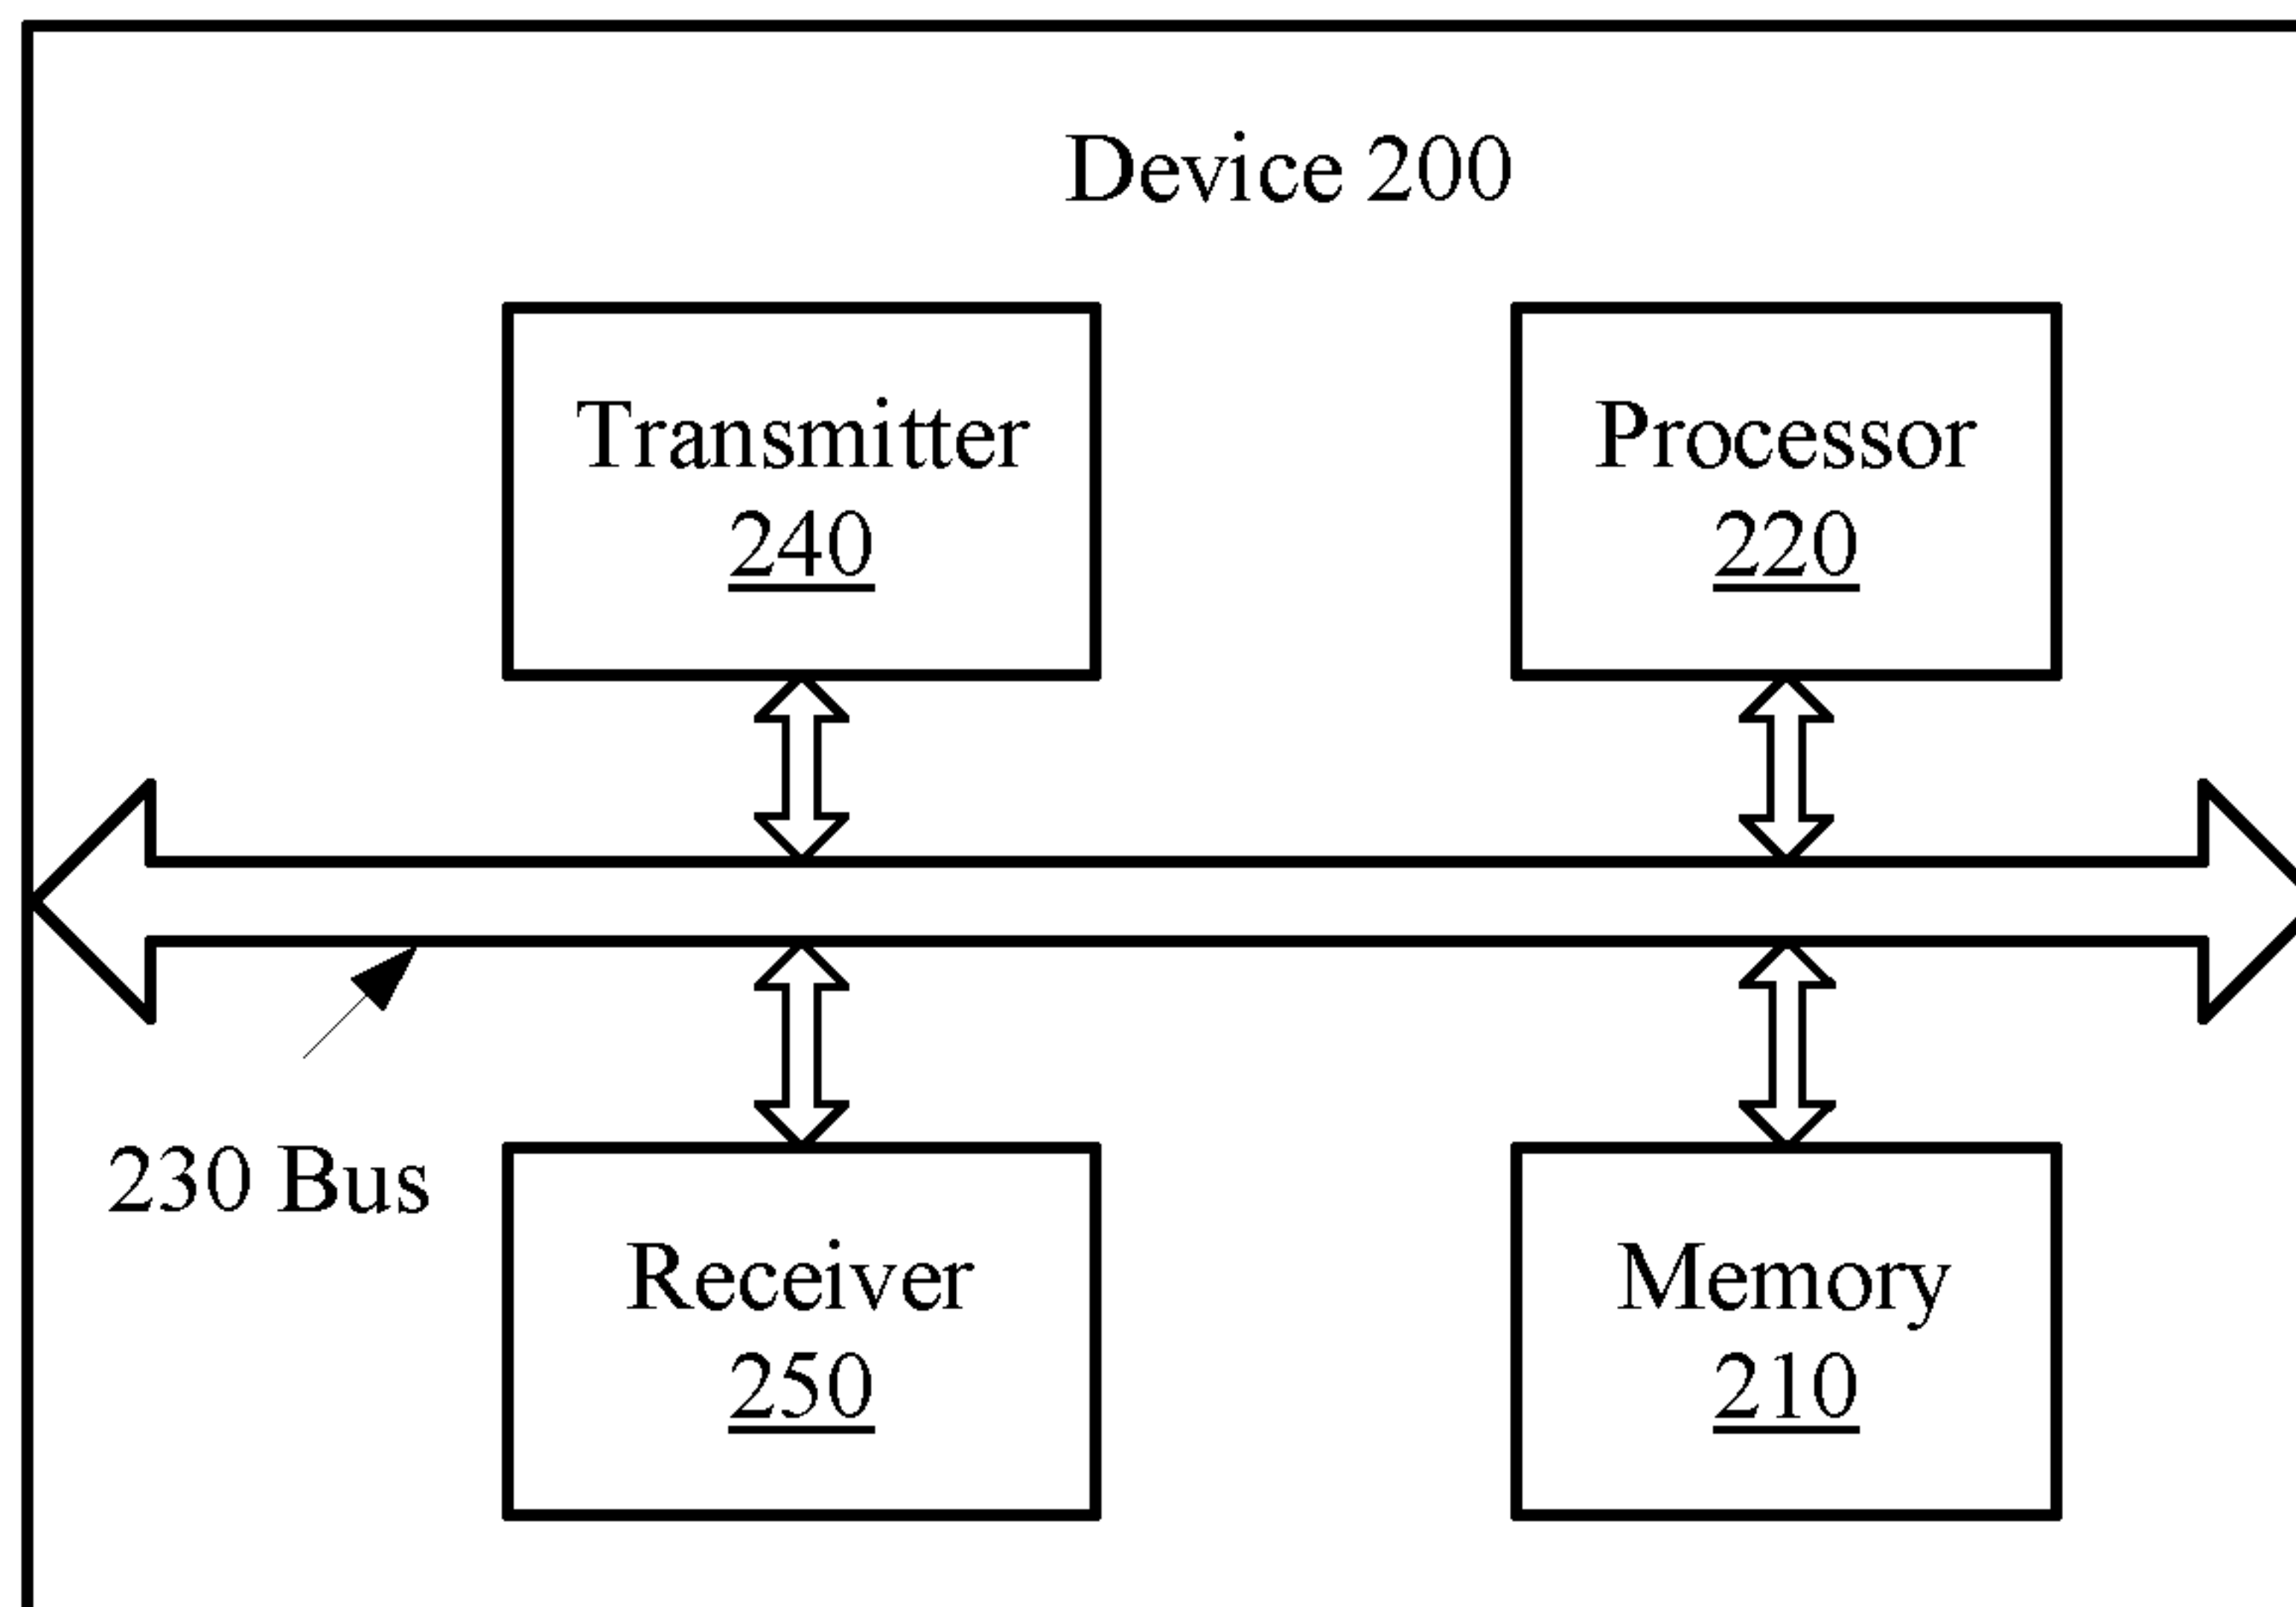 Device 200
Transmitter
240
Processor
220
230 Bus
Receiver
250
Memory
210